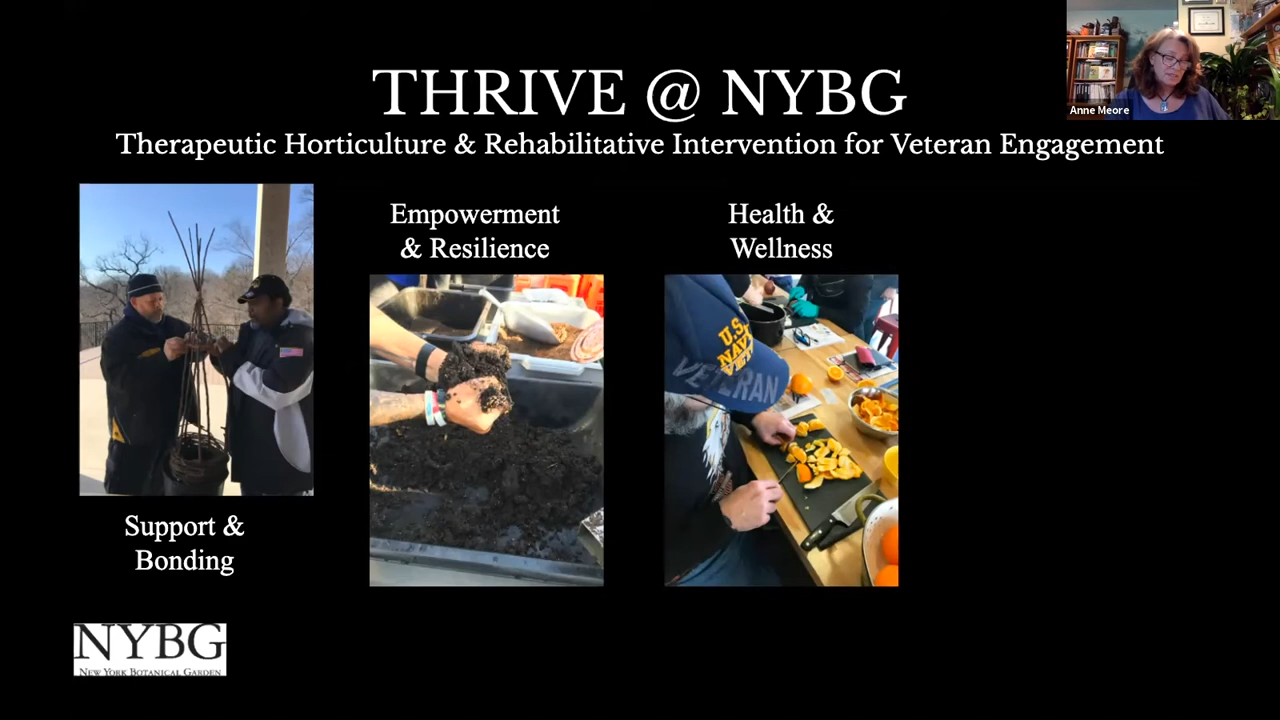 THRIVE @ NYBG
Anne Meore
Therapeutic Horticulture & Rehabilitative Intervention for Veteran Engagement
Empowerment
& Resilience
Health &
Wellness
U.S.
NAVY
VETERAN
Support &
Bonding
NYBG
NEW YORK BOTANICAL GARDEN